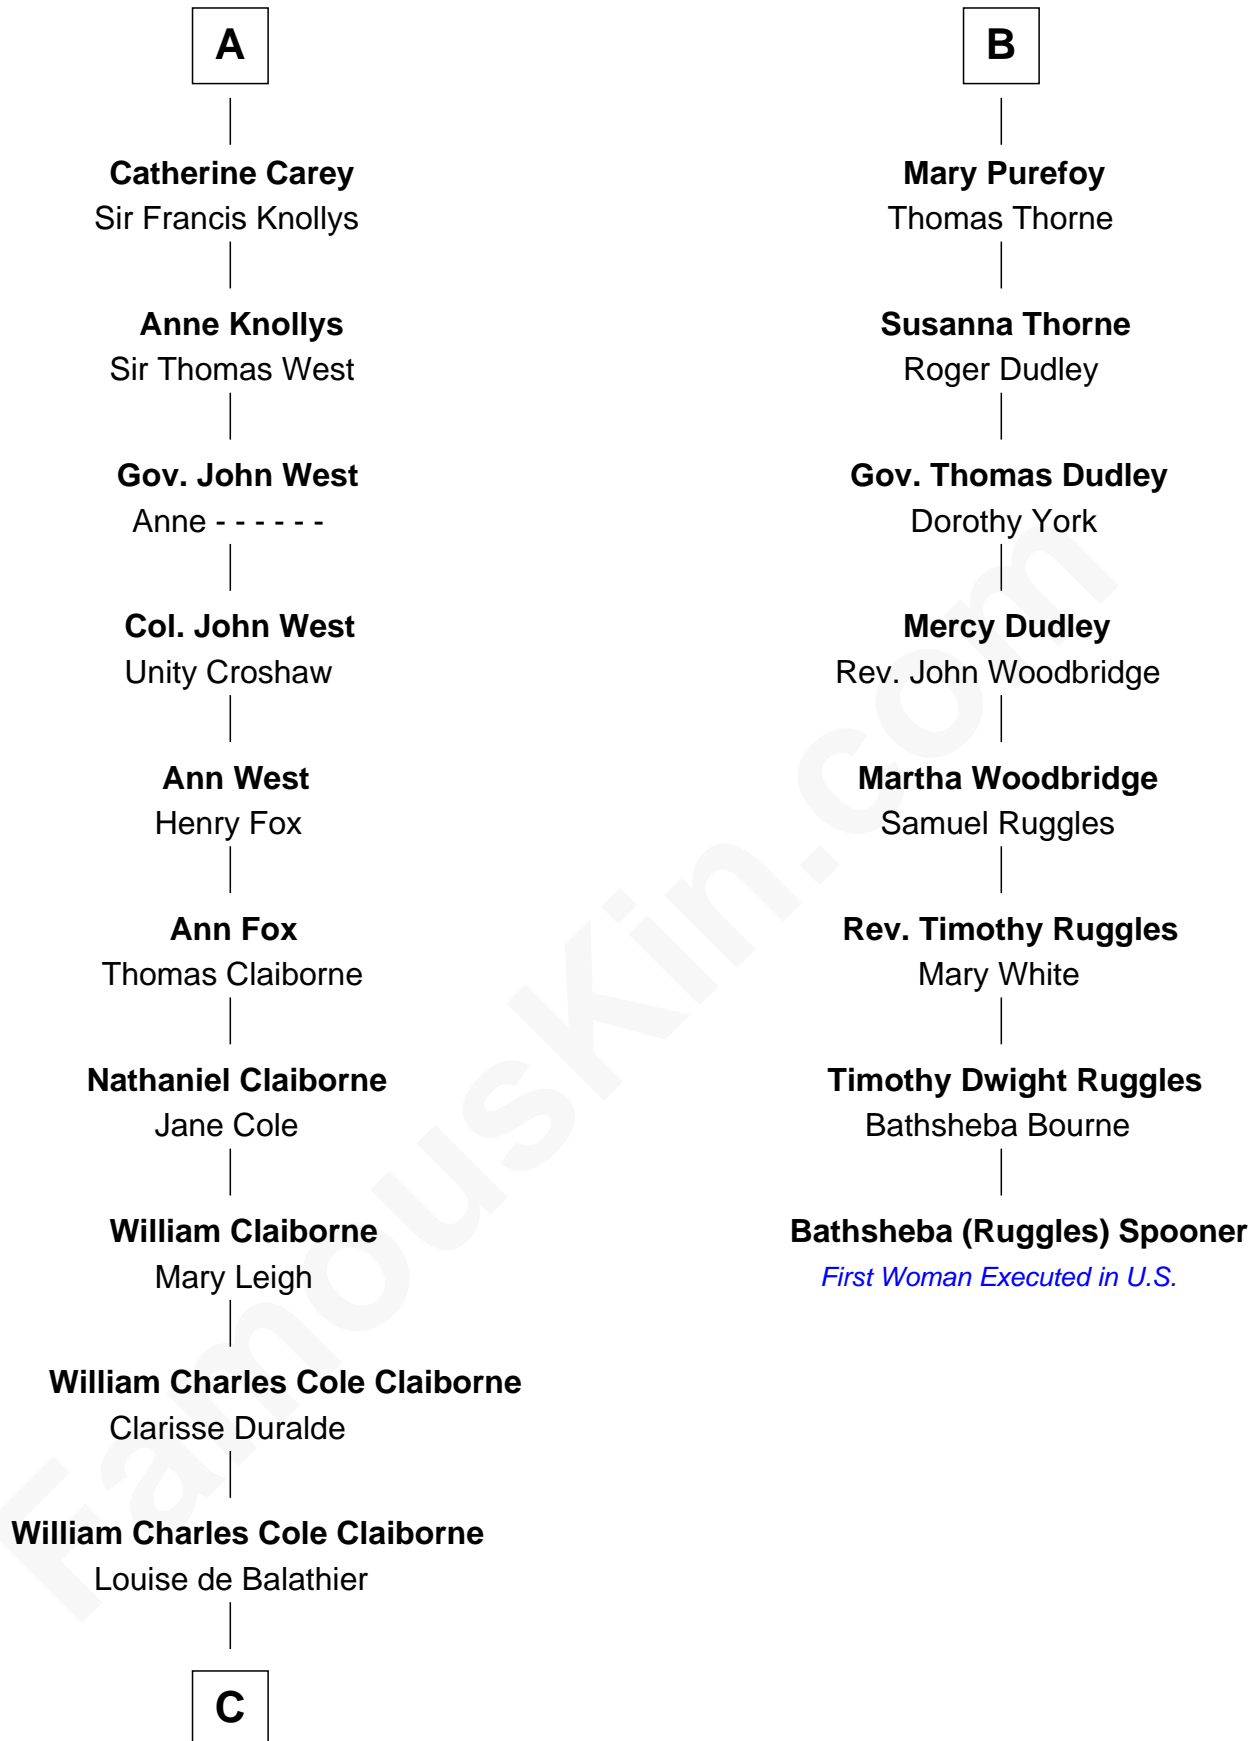 A
Catherine Carey
Sir Francis Knollys
Anne Knollys
Sir Thomas West
Gov. John West
Anne - - - - - -
Col. John West
Unity Croshaw
Ann West
Henry Fox
Ann Fox
Thomas Claiborne
Nathaniel Claiborne
Jane Cole
William Claiborne
Mary Leigh
William Charles Cole Claiborne
Clarisse Duralde
William Charles Cole Claiborne
Louise de Balathier
C
B
Mary Purefoy
Thomas Thorne
Susanna Thorne
Roger Dudley
Gov. Thomas Dudley
Dorothy York
Mercy Dudley
Rev. John Woodbridge
Martha Woodbridge
Samuel Ruggles
Rev. Timothy Ruggles
Mary White
Timothy Dwight Ruggles
Bathsheba Bourne
Bathsheba (Ruggles) Spooner
First Woman Executed in U.S.
FamousKin.com